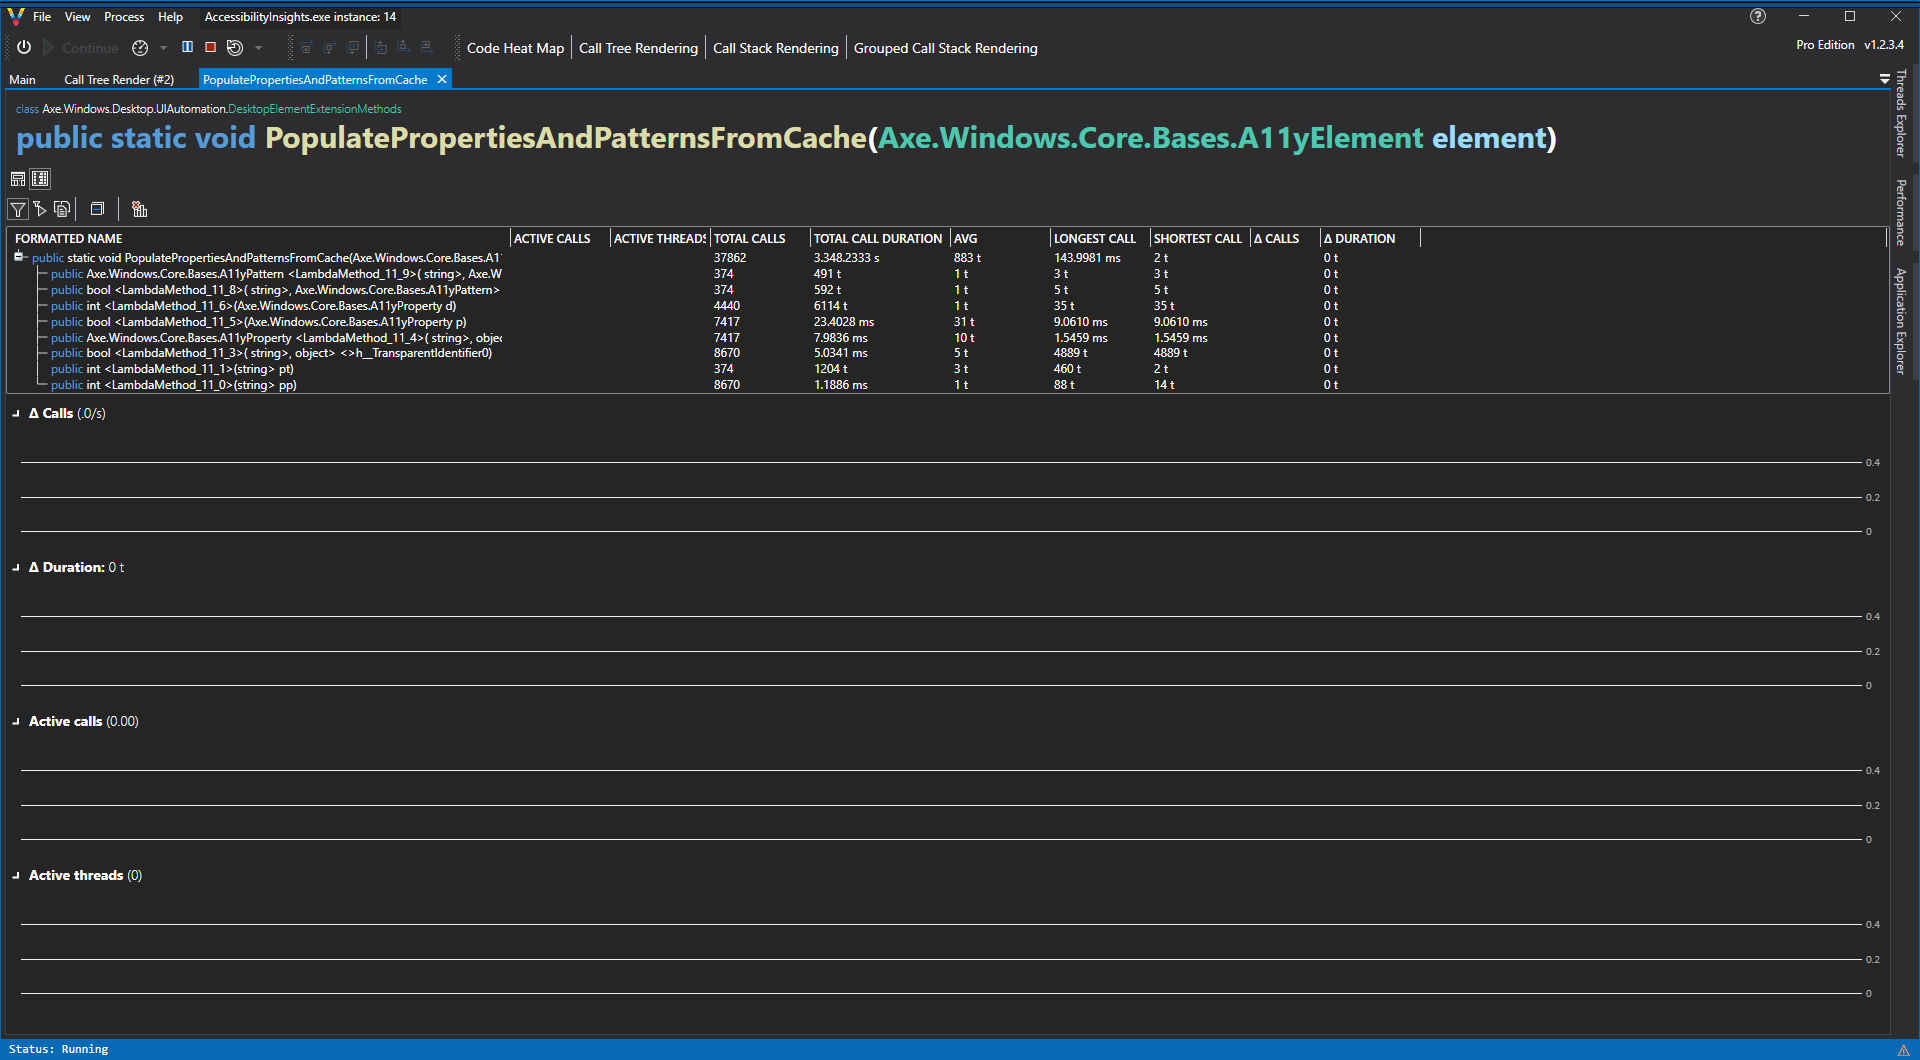 File View Process Help AccessibilityInsights.exe instance: 14
Continue Code Heat Map Call Tree Rendering Call Stack Rendering Grouped Call Stack Rendering Pro Edition v1.2.3.4
Main Call Tree Render (#2) PopulatePropertiesAndPatternsFromCache
class Axe.Windows.Desktop.UIAutomation.DesktopElementExtensionMethods
public static void PopulatePropertiesAndPatternsFromCache(Axe.Windows.Core.Bases.A11yElement element)
FORMATTED NAME ACTIVE CALLS ACTIVE THREADS TOTAL CALLS TOTAL CALL DURATION AVG LONGEST CALL SHORTEST CALL Δ CALLS Δ DURATION
public static void PopulatePropertiesAndPatternsFromCache(Axe.Windows.Core.Bases.A1 37862 3.348.2333 s 883 t 143.9981 ms 2 t 0 t
public Axe.Windows.Core.Bases.A11yPattern <LambdaMethod_11_9>( string>, Axe.W 374 491 t 1 t 3 t 3 t 0 t
public bool <LambdaMethod_11_8>( string>, Axe.Windows.Core.Bases.A11yPattern> 374 592 t 1 t 5 t 5 t 0 t
public int <LambdaMethod_11_6>(Axe.Windows.Core.Bases.A11yProperty d) 4440 6114 t 1 t 35 t 35 t 0 t
public bool <LambdaMethod_11_5>(Axe.Windows.Core.Bases.A11yProperty p) 7417 23.4028 ms 31 t 9.0610 ms 9.0610 ms 0 t
public Axe.Windows.Core.Bases.A11yProperty <LambdaMethod_11_4>( string>, objec 7417 7.9836 ms 10 t 1.5459 ms 1.5459 ms 0 t
public bool <LambdaMethod_11_3>( string>, object> <>h__TransparentIdentifier0) 8670 5.0341 ms 5 t 4889 t 4889 t 0 t
public int <LambdaMethod_11_1>(string> pt) 374 1204 t 3 t 460 t 2 t 0 t
public int <LambdaMethod_11_0>(string> pp) 8670 1.1886 ms 1 t 88 t 14 t 0 t
Δ Calls (.0/s)
0.4
0.2
0
Δ Duration: 0 t
0.4
0.2
0
Active calls (0.00)
0.4
0.2
0
Active threads (0)
0.4
0.2
0
Threads Explorer
Performance
Application Explorer
Status: Running